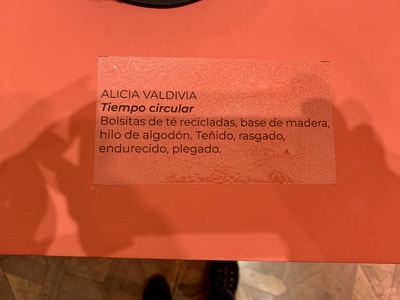 ALICIA VALDIVIA
Tiempo circular
Bolsitas de té recicladas, base de madera,
hilo de algodón. Teñido, rasgado,
endurecido, plegado.